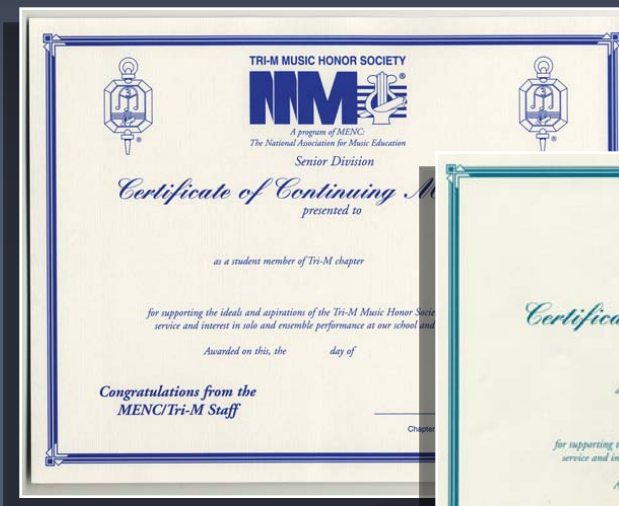 TRI-M MUSIC HONOR SOCIETY
A program of MENC:
The National Association for Music Education
Senior Division
Certificate of Continuing
presented to
as a student member of Tri-M chapter
for supporting the ideals and aspirations of the Tri-M Music Honor
service and interest in solo and ensemble performance at our school and
Awarded on this, the day of
Congratulations from the
MENC/Tri-M Staff
Chapter
for supporting
service and